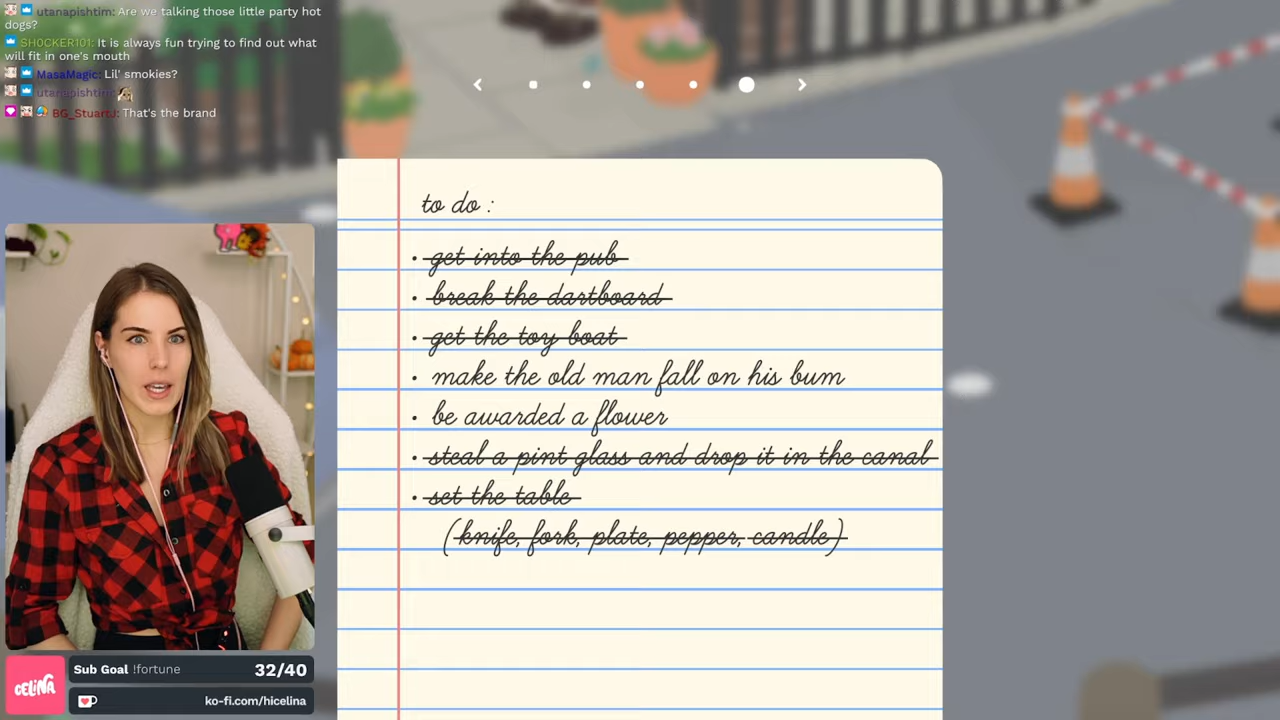 utanapishtim: Are we talking those little party hot
dogs?
SH0CKER101: It is always fun trying to find out what
will fit in one's mouth
MasaMagic: Lil' smokies?
utanapishtim:
BG_StuartJ: That's the brand
to do :
• get into the pub
• break the dartboard
• get the toy boat
• make the old man fall on his bum
• be awarded a flower
• steal a pint glass and drop it in the canal
• set the table
(knife, fork, plate, pepper, candle)
CELINA
Sub Goal !fortune 32/40
ko-fi.com/hicelina